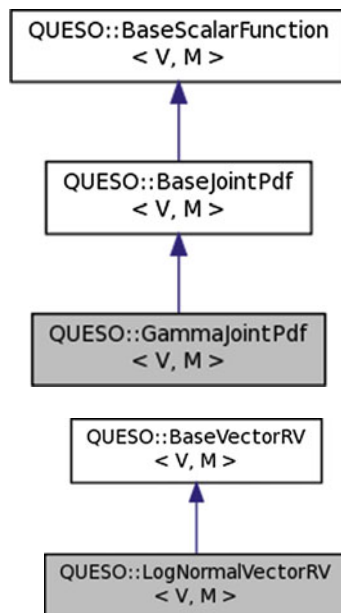 QUESO::BaseScalarFunction
< V, M >
QUESO::BaseJointPdf
< V, M >
QUESO::GammaJointPdf
< V, M >
QUESO::BaseVectorRV
< V, M >
QUESO::LogNormalVectorRV
< V, M >